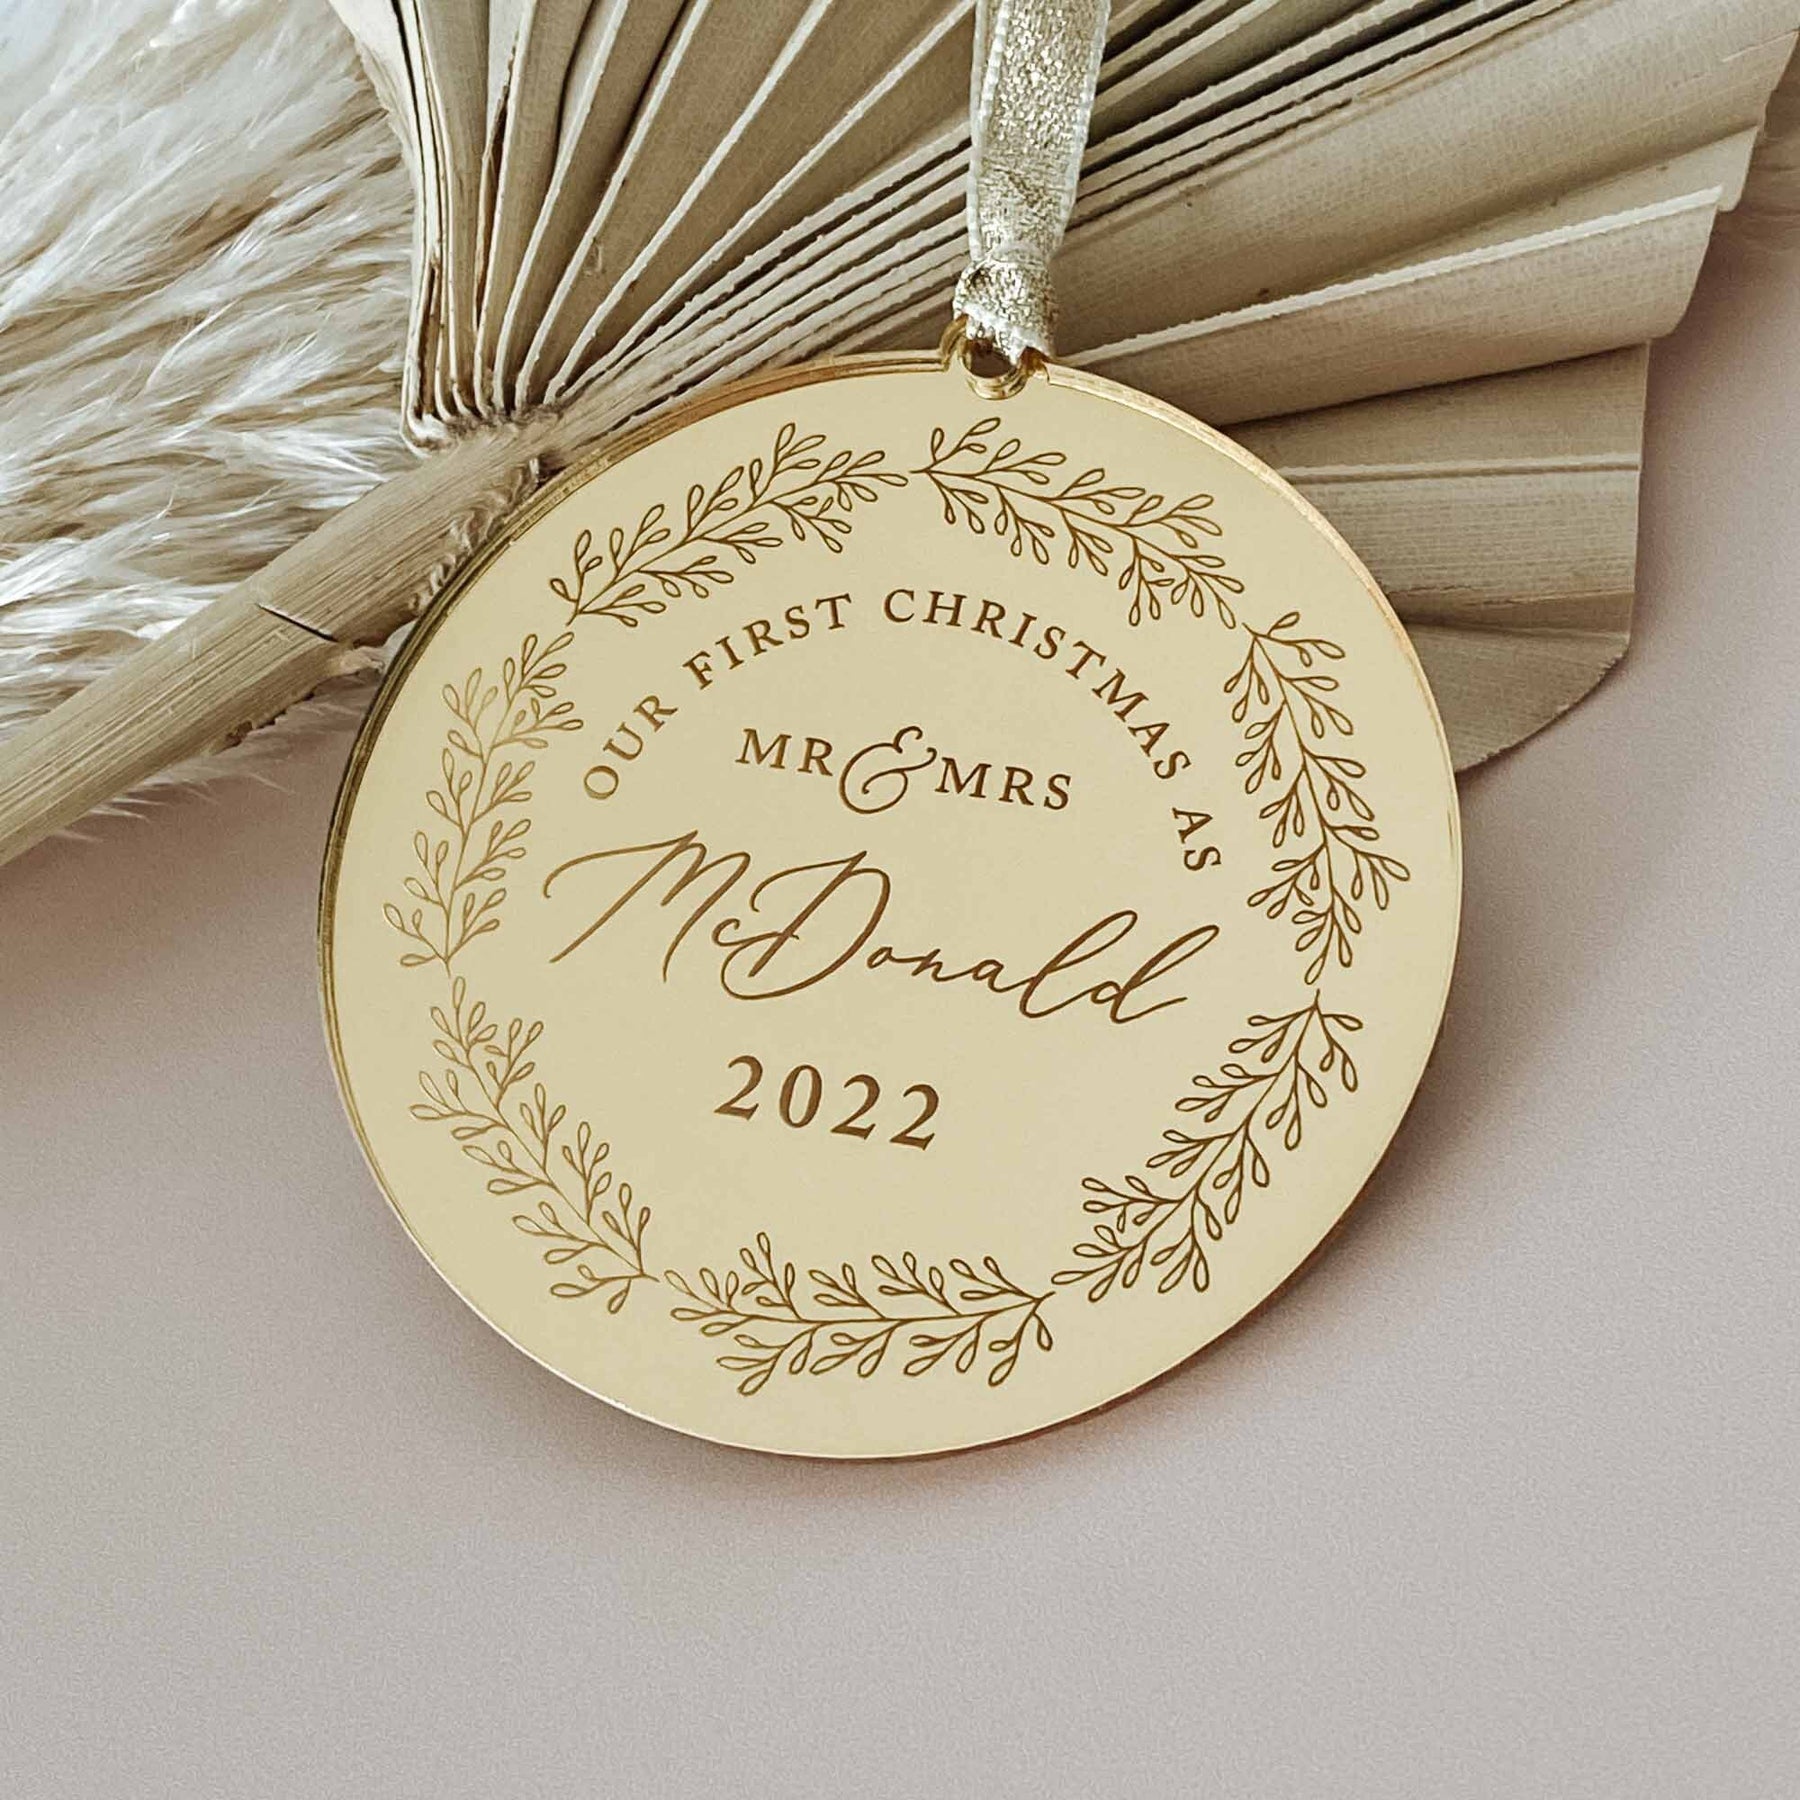 OUR FIRST CHRISTMAS AS
MR & MRS
McDonald
2022